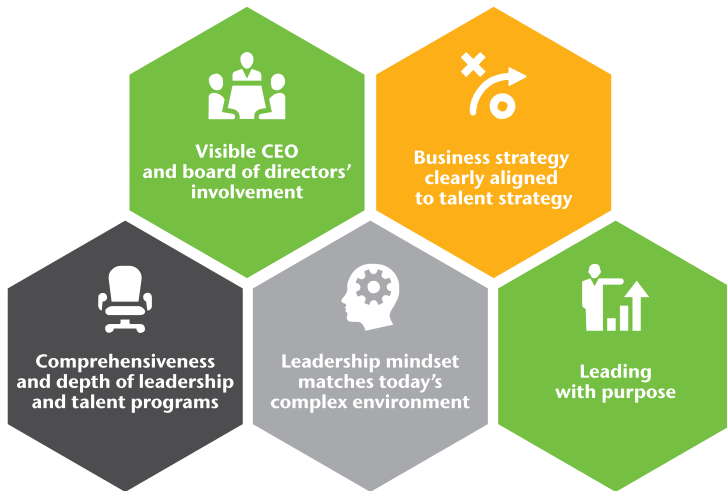 Visible CEO
and board of directors’
involvement
Business strategy
clearly aligned
to talent strategy
Comprehensiveness
and depth of leadership
and talent programs
Leadership mindset
matches today’s
complex environment
Leading
with purpose